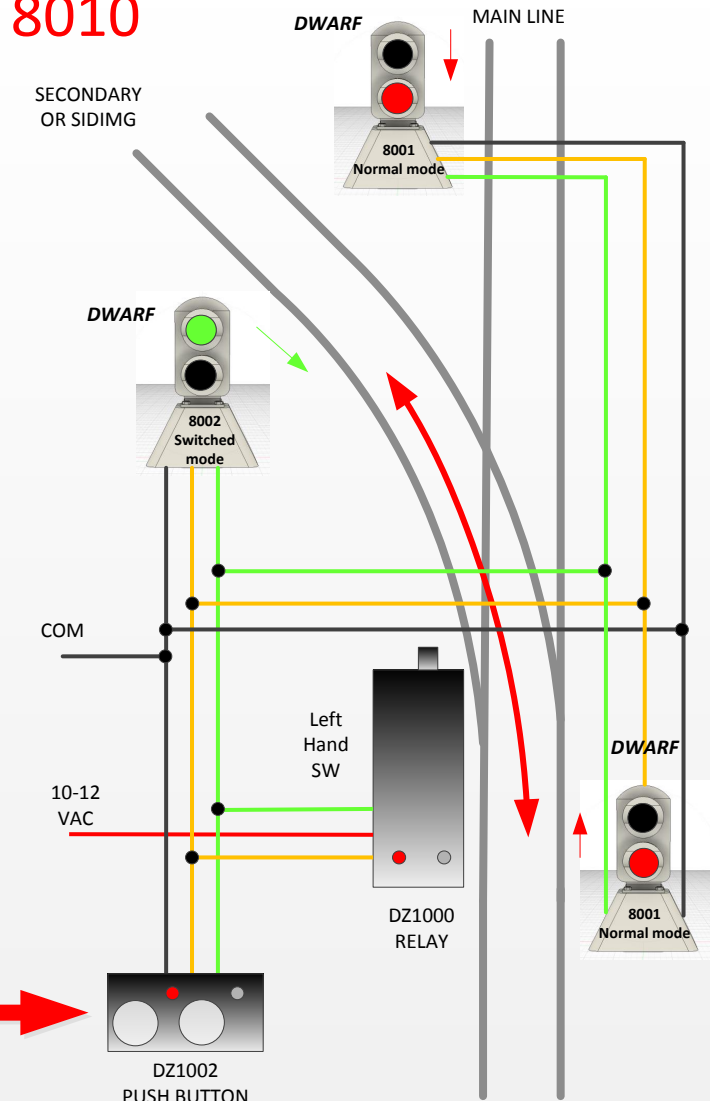 8010
DWARF
MAIN LINE
SECONDARY
OR SIDIMG
8001
Normal mode
DWARF
8002
Switched
mode
COM
Left
Hand
SW
DWARF
10-12
VAC
8001
Normal mode
DZ1000
RELAY
DZ1002
PUSH BUTTON